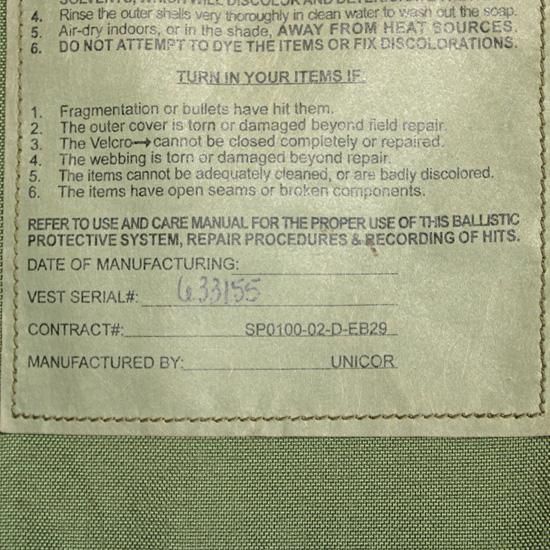 SOLVENTS, WHICH WILL DISCOLOR AND
4. Rinse the outer shells very thoroughly in clean water to wash out the soap.
5. Air-dry indoors, or in the shade, AWAY FROM HEAT SOURCES.
6. DO NOT ATTEMPT TO DYE THE ITEMS OR FIX DISCOLORATIONS.
TURN IN YOUR ITEMS IF:
1. Fragmentation or bullets have hit them.
2. The outer cover is torn or damaged beyond field repair.
3. The Velcro→cannot be closed completely or repaired.
4. The webbing is torn or damaged beyond repair.
5. The items cannot be adequately cleaned, or are badly discolored.
6. The items have open seams or broken components.
REFER TO USE AND CARE MANUAL FOR THE PROPER USE OF THIS BALLISTIC
PROTECTIVE SYSTEM, REPAIR PROCEDURES & RECORDING OF HITS.
DATE OF MANUFACTURING:
VEST SERIAL#: 633155
CONTRACT#: SP0100-02-D-EB29
MANUFACTURED BY: UNICOR